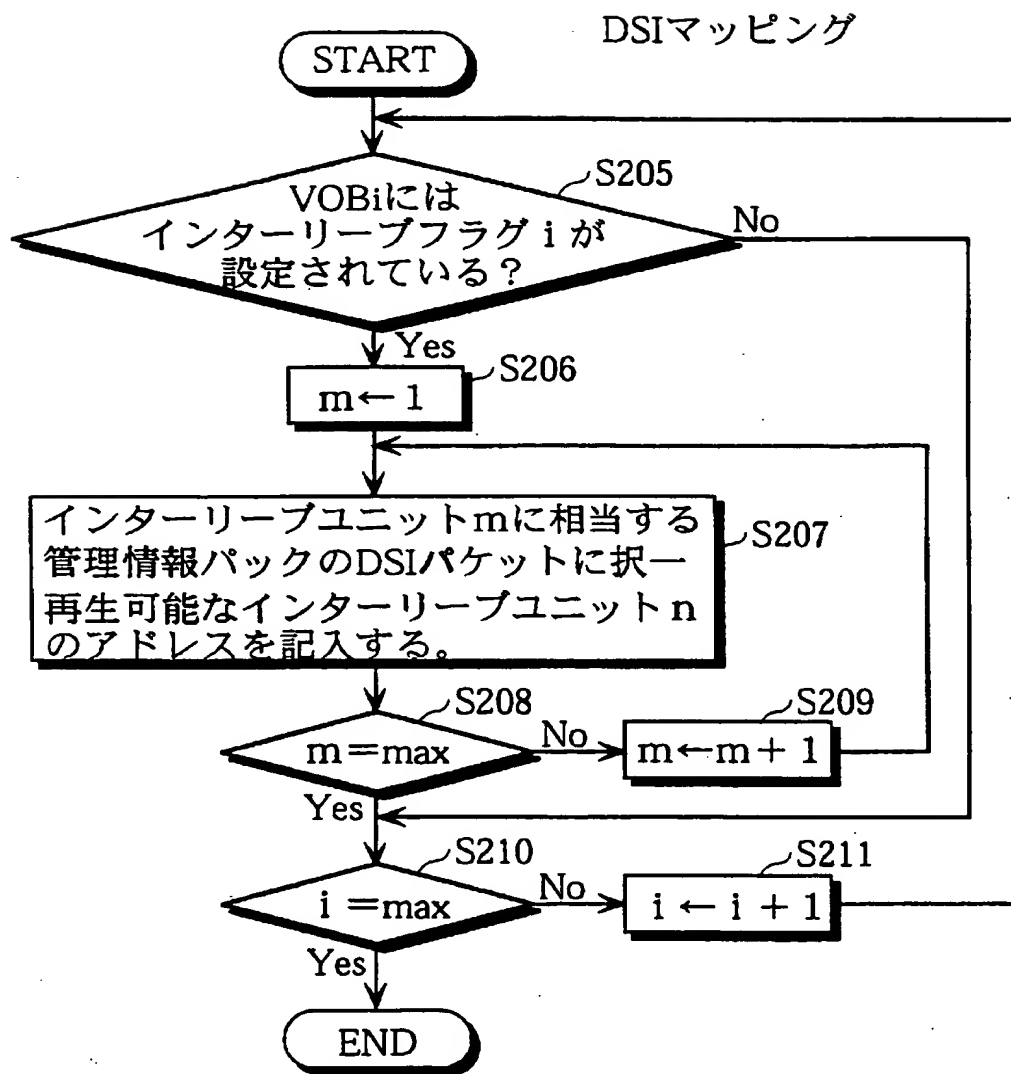 DSIマッピング
START
S205
VOBiには
インターリーブフラグ i が
設定されている?
No
Yes
S206
m← 1
インターリーブユニットmに相当する
管理情報パックのDSIパケットに択一
再生可能なインターリーブユニット n
のアドレスを記入する。
S207
S208
m=max
No
S209
m←m + 1
Yes
S210
i =max
No
S211
i ← i + 1
Yes
END